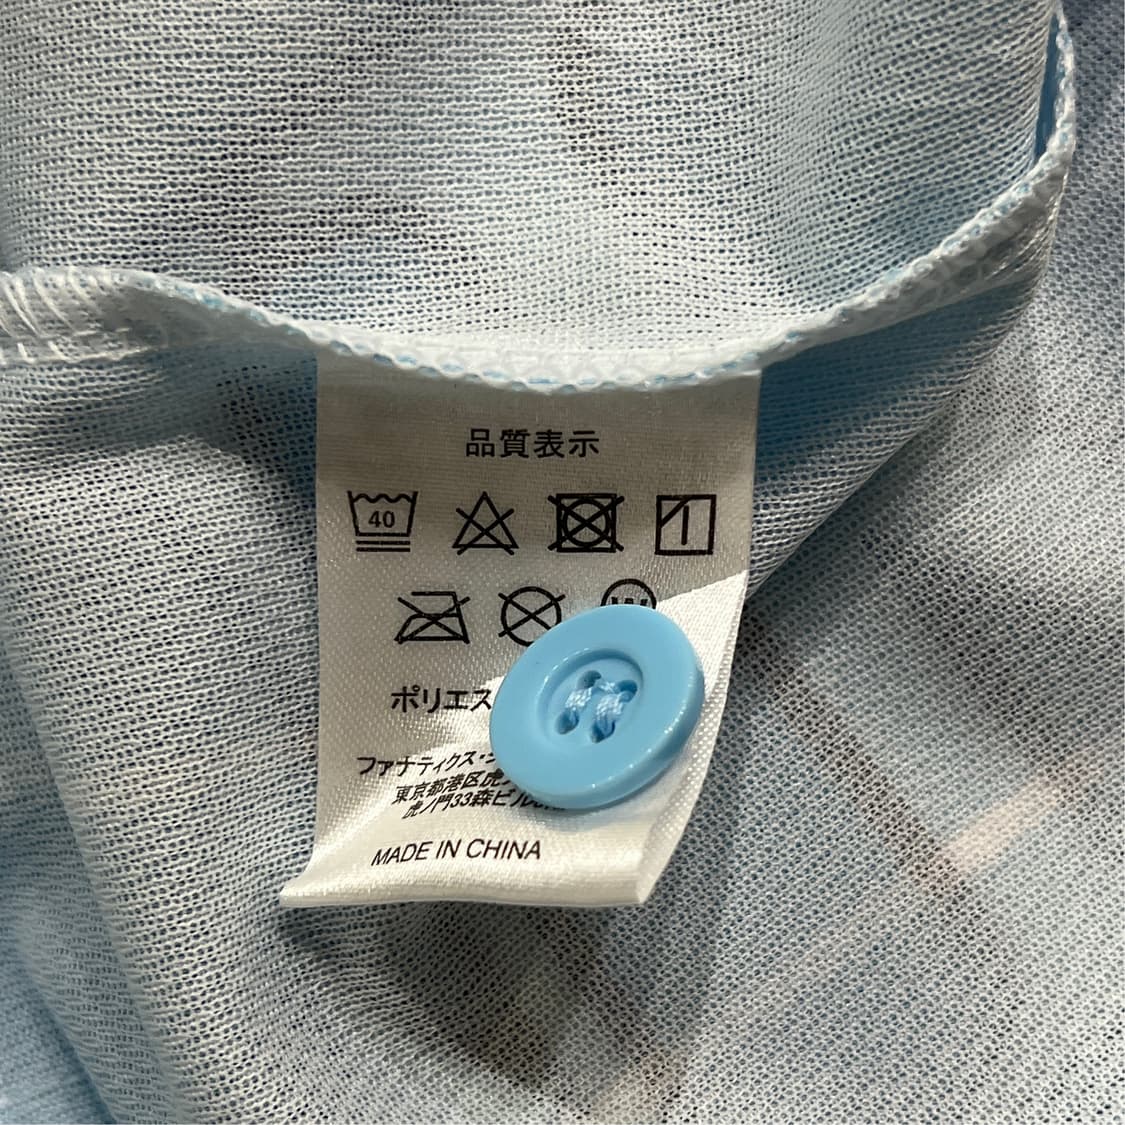 品質表示
40
W
ポリエス
ファナティクス・
東京都港区虎
虎ノ門33森ビル
MADE IN CHINA